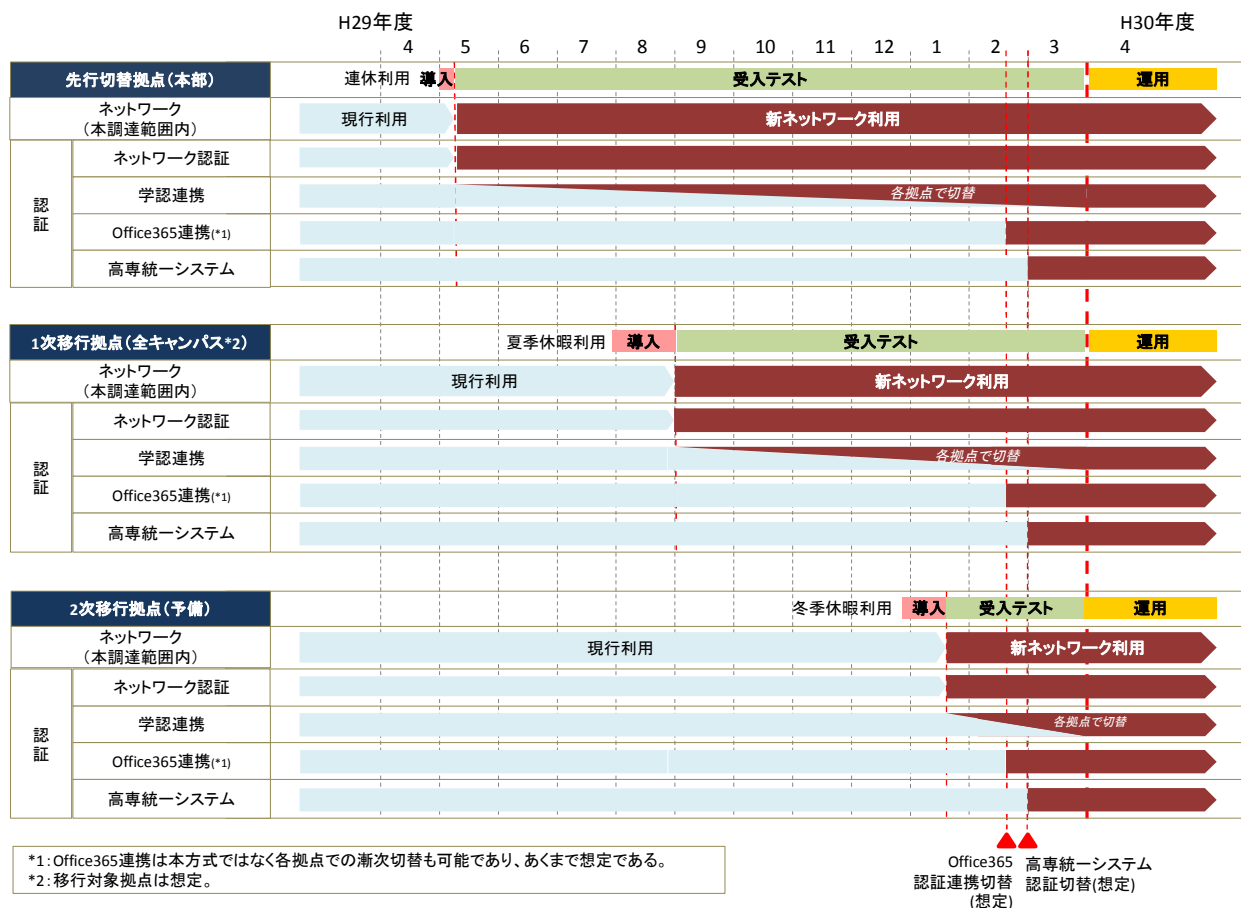 H29年度
H30年度
4 5 6 7 8 9 10 11 12 1 2 3 4
先行切替拠点(本部)
連休利用 導入 受入テスト 運用
ネットワーク
(本調達範囲内)
現行利用 新ネットワーク利用
認証
ネットワーク認証
学認連携
各拠点で切替
Office365連携(*1)
高専統一システム
1次移行拠点(全キャンパス*2)
夏季休暇利用 導入 受入テスト 運用
ネットワーク
(本調達範囲内)
現行利用 新ネットワーク利用
認証
ネットワーク認証
学認連携
各拠点で切替
Office365連携(*1)
高専統一システム
2次移行拠点(予備)
冬季休暇利用 導入 受入テスト 運用
ネットワーク
(本調達範囲内)
現行利用 新ネットワーク利用
認証
ネットワーク認証
学認連携
各拠点で切替
Office365連携(*1)
高専統一システム
*1:Office365連携は本方式ではなく各拠点での漸次切替も可能であり、あくまで想定である。
*2:移行対象拠点は想定。
Office365
認証連携切替
(想定)
高専統一システム
認証切替(想定)